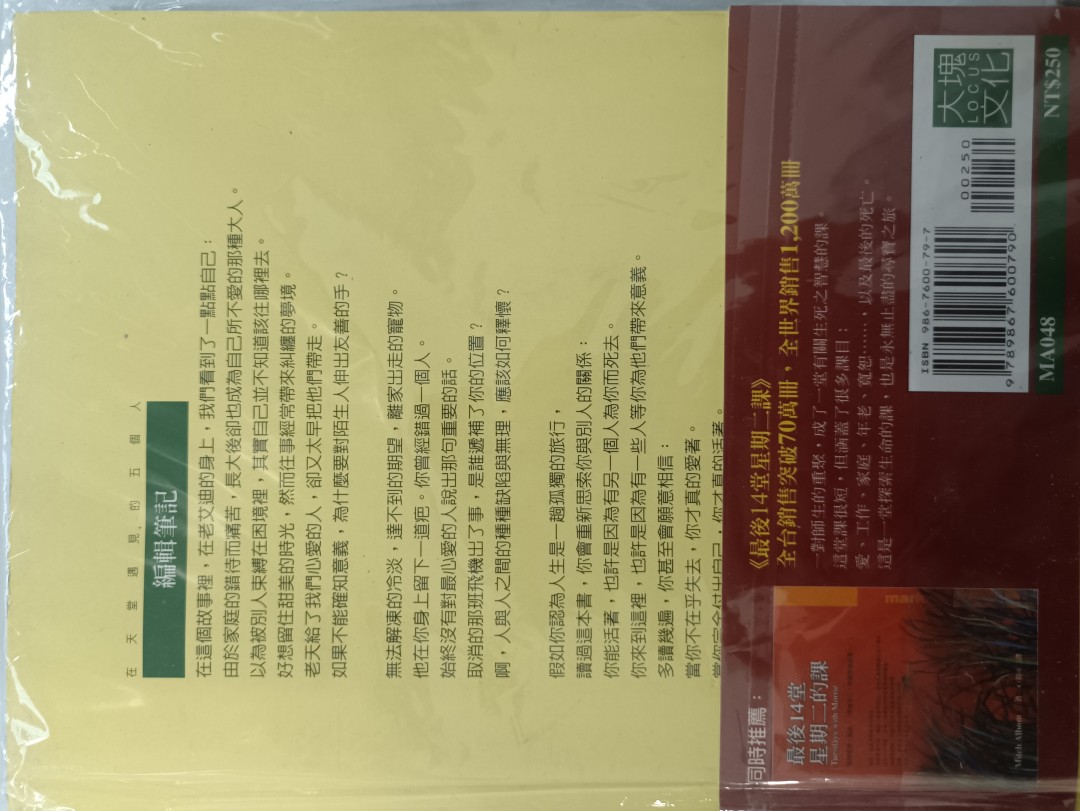 在天堂遇見的五個人
編輯筆記
在這個故事裡，在老艾迪的身上，我們看到了一點點自己：
由於家庭的錯待而痛苦，長大後卻也成為自己所不愛的那種大人。
以為被別人束縛在困境裡，其實自己並不知道該往哪裡去。
好想留住甜美的時光，然而往事經常帶來糾纏的夢境。
老天給了我們心愛的人，卻又太早把他們帶走。
如果不能確知意義，為什麼要對陌生人伸出友善的手？
無法解凍的冷淡，達不到的期望，離家出走的寵物。
他在你身上留下一道疤。你曾經錯過一個人。
始終沒有對最心愛的人說出那句重要的話。
取消的那班飛機出了事，是誰遞補了你的位置？
啊，人與人之間的種種缺陷與無理，應該如何釋懷？
假如你認為人生是一趟孤獨的旅行，
讀過這本書，你會重新思索你與別人的關係：
你能活著，也許是因為有另一個人為你而死去。
你來到這裡，也許是因為有一些人等你為他們帶來意義。
多讀幾遍，你甚至會願意相信：
當你不在乎失去，你才真的愛著。
當你完全付出自己，你才真的活著。
同時推薦：
最後14堂
星期二的課
Tuesdays with Morrie
Mitch Albom
《最後14堂星期二課》
全台銷售突破70萬冊，全世界銷售1,200萬冊
一對師生的重聚，成了一堂有關生死之智慧的課。
這堂課很短，但涵蓋了很多課目：
愛、工作、家庭、年老、寬恕……，以及最後的死亡。
這是一堂探索生命的課，也是永無止盡的尋寶之旅。
大塊
LOCUS
文化
00250
ISBN 986-7600-79-7
9 789867 600790
MA048
NT$250